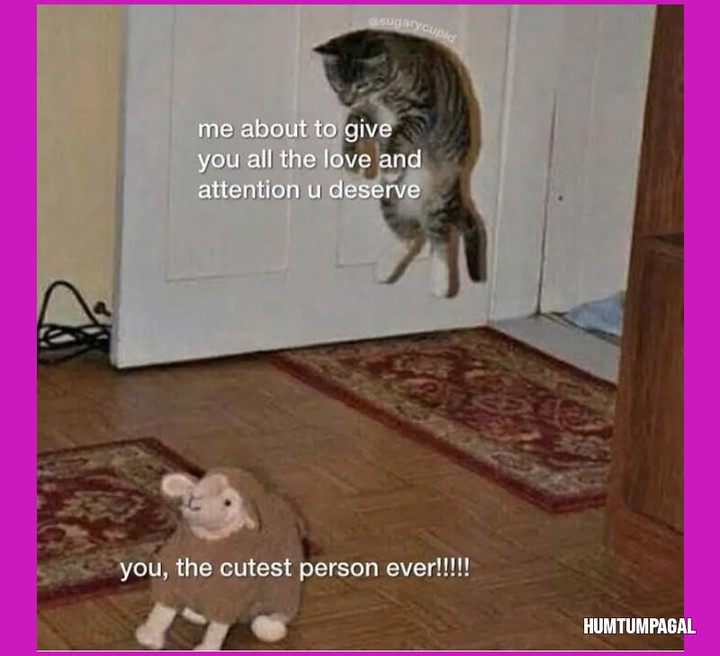 @sugarycupid
me about to give
you all the love and
attention u deserve
you, the cutest person ever!!!!!
HUMTUMPAGAL